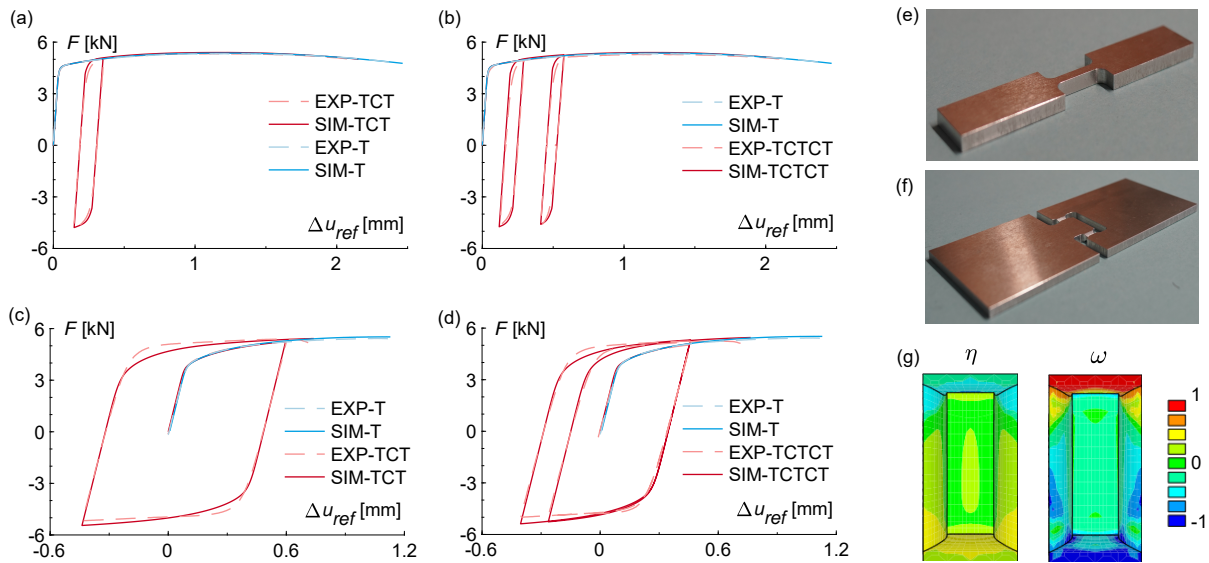 (a)
F [kN]
6
3
0
-3
-6
0
1
2
Δu_ref [mm]
EXP-TCT
SIM-TCT
EXP-T
SIM-T
(b)
F [kN]
6
3
0
-3
-6
0
1
2
Δu_ref [mm]
EXP-T
SIM-T
EXP-TCTCT
SIM-TCTCT
(e)
(f)
(c)
F [kN]
6
3
0
-3
-6
-0.6
0
0.6
1.2
Δu_ref [mm]
EXP-T
SIM-T
EXP-TCT
SIM-TCT
(d)
F [kN]
6
3
0
-3
-6
-0.6
0
0.6
1.2
Δu_ref [mm]
EXP-T
SIM-T
EXP-TCTCT
SIM-TCTCT
(g)
η
ω
1
0
-1